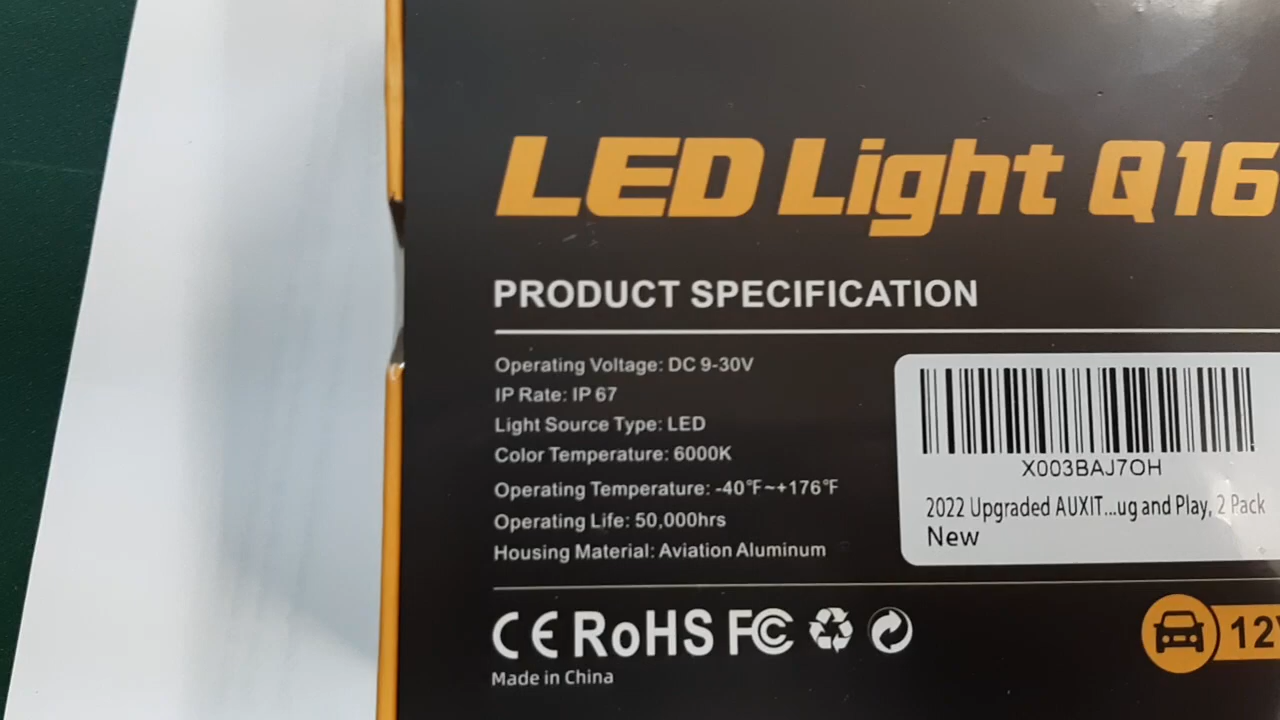 LED Light Q16
PRODUCT SPECIFICATION
Operating Voltage: DC 9-30V
IP Rate: IP 67
Light Source Type: LED
Color Temperature: 6000K
Operating Temperature: -40℉~+176℉
Operating Life: 50,000hrs
Housing Material: Aviation Aluminum
X003BAJ7OH
2022 Upgraded AUXIT...ug and Play, 2 Pack
New
CE RoHS FC
12V
Made in China